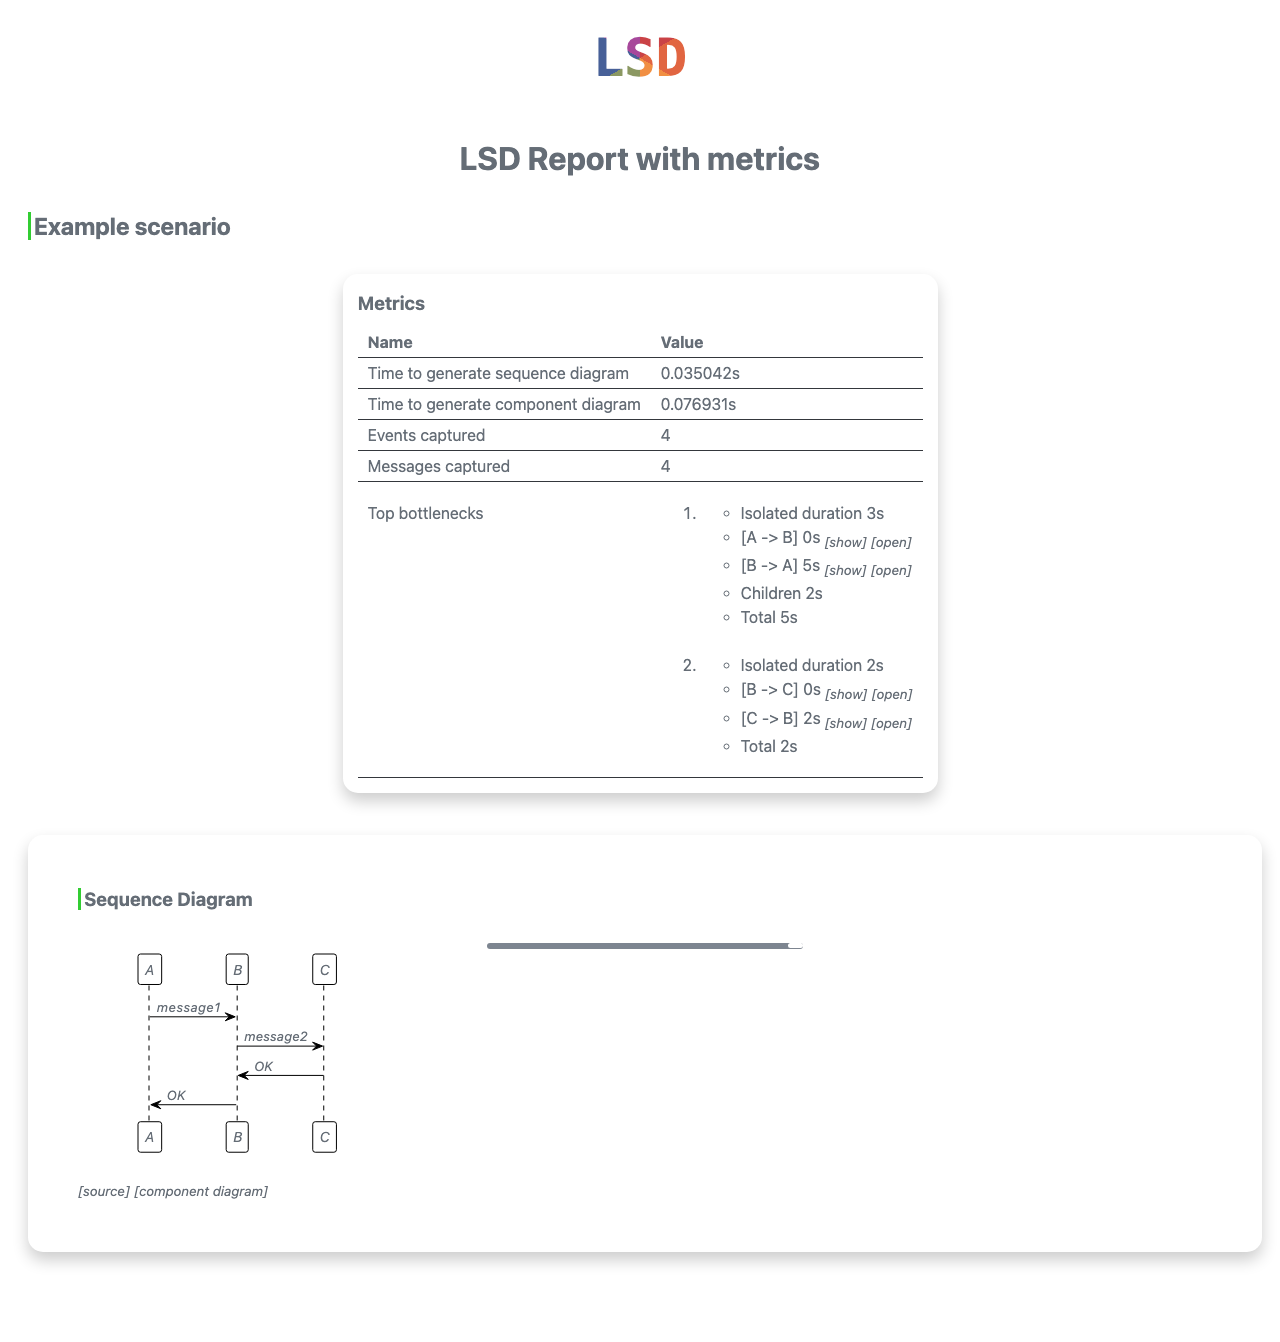 LSD
LSD Report with metrics
Example scenario
Metrics
Name Value
Time to generate sequence diagram 0.035042s
Time to generate component diagram 0.076931s
Events captured 4
Messages captured 4
Top bottlenecks 1. ◦ Isolated duration 3s
◦ [A -> B] 0s [show] [open]
◦ [B -> A] 5s [show] [open]
◦ Children 2s
◦ Total 5s
2. ◦ Isolated duration 2s
◦ [B -> C] 0s [show] [open]
◦ [C -> B] 2s [show] [open]
◦ Total 2s
Sequence Diagram
A B C
message1
message2
OK
OK
A B C
[source] [component diagram]